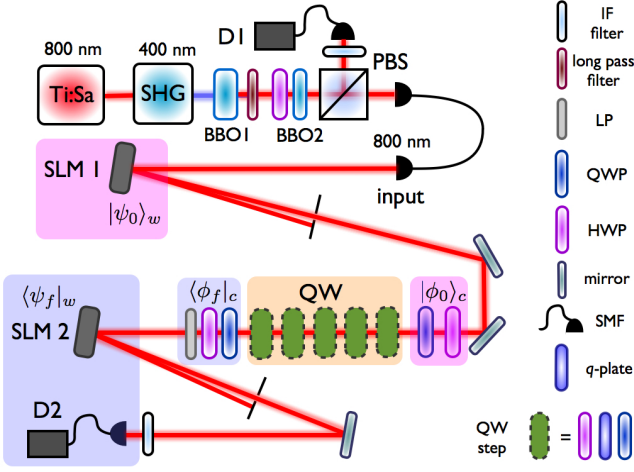 800 nm
400 nm
D1
PBS
Ti:Sa
SHG
BBO1
BBO2
800 nm
input
SLM 1
|ψ₀⟩w
⟨ψf|w
SLM 2
⟨ϕf|c
QW
|ϕ₀⟩c
D2
IF
filter
long pass
filter
LP
QWP
HWP
mirror
SMF
q-plate
QW
step
=